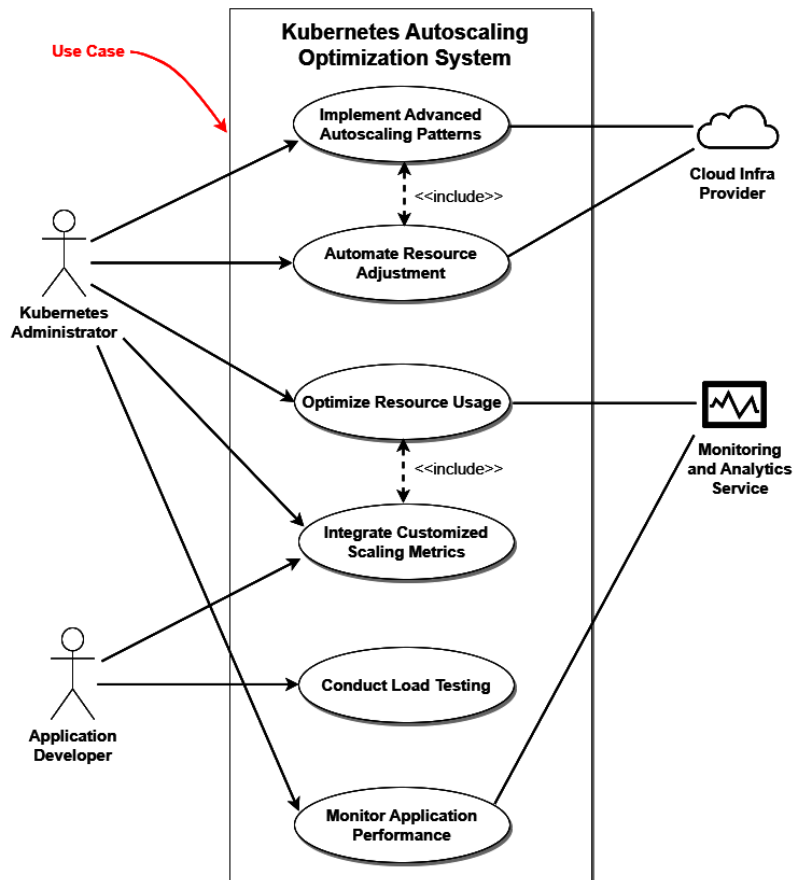 Kubernetes Autoscaling
Optimization System
Use Case
Implement Advanced
Autoscaling Patterns
Cloud Infra
Provider
<<include>>
Automate Resource
Adjustment
Kubernetes
Administrator
Optimize Resource Usage
Monitoring
and Analytics
Service
<<include>>
Integrate Customized
Scaling Metrics
Conduct Load Testing
Application
Developer
Monitor Application
Performance